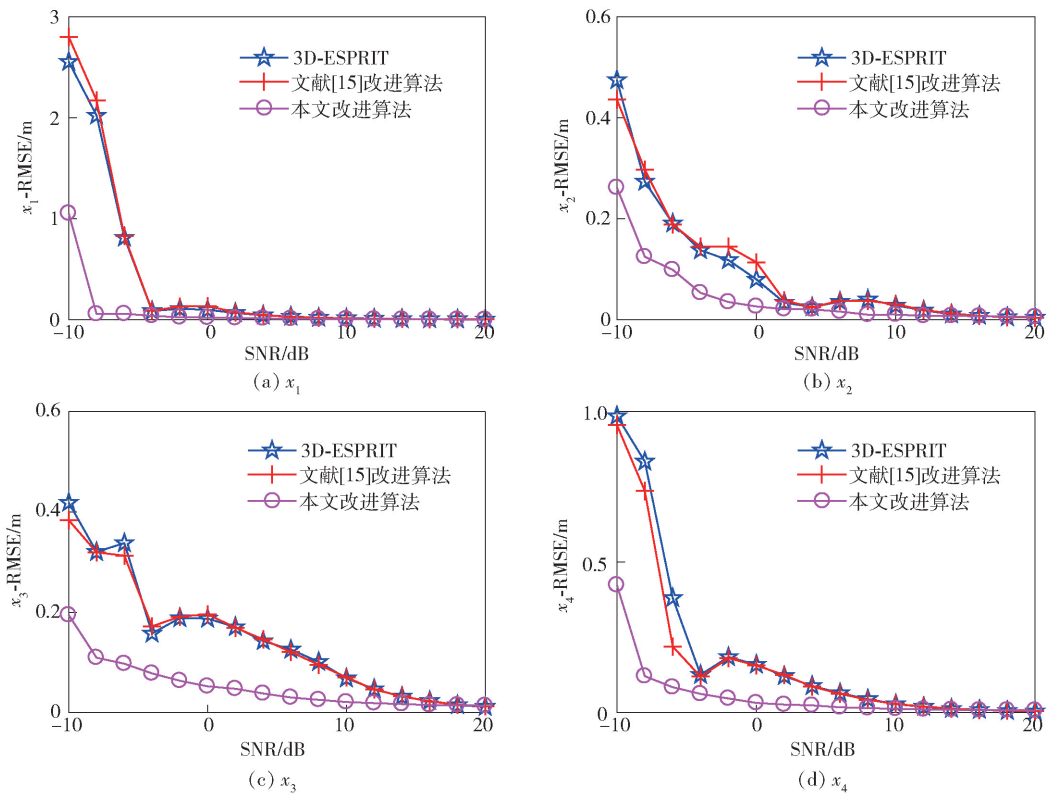 3
2
1
0
x₁-RMSE/m
3D-ESPRIT
文献[15]改进算法
本文改进算法
−10
0
10
20
SNR/dB
(a) x₁
0.6
0.4
0.2
0
x₂-RMSE/m
3D-ESPRIT
文献[15]改进算法
本文改进算法
−10
0
10
20
SNR/dB
(b) x₂
0.6
0.4
0.2
0
x₃-RMSE/m
3D-ESPRIT
文献[15]改进算法
本文改进算法
−10
0
10
20
SNR/dB
(c) x₃
1.0
0.5
0
x₄-RMSE/m
3D-ESPRIT
文献[15]改进算法
本文改进算法
−10
0
10
20
SNR/dB
(d) x₄